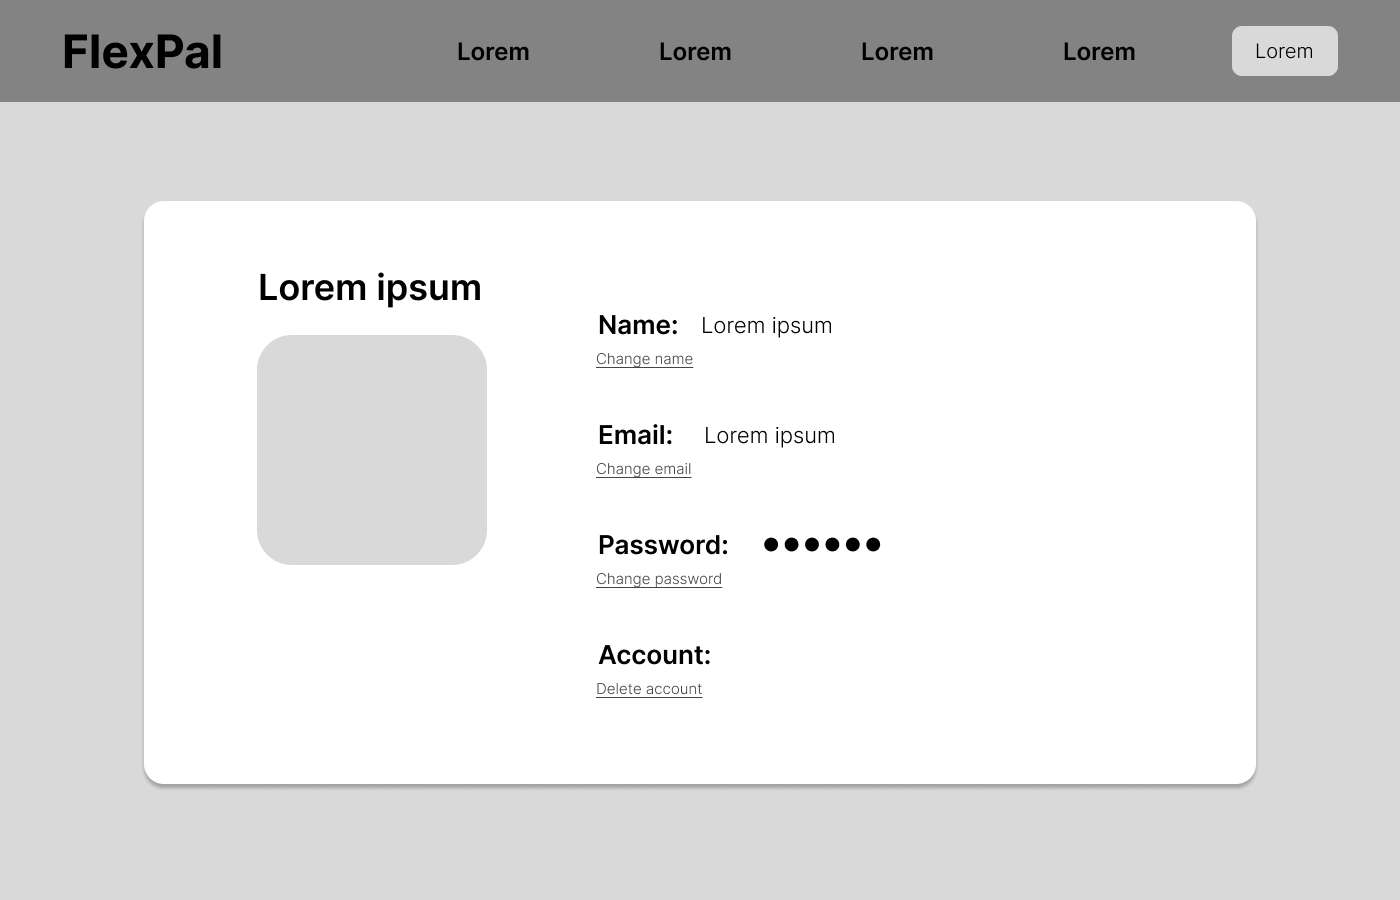 FlexPal Lorem Lorem Lorem Lorem Lorem
Lorem ipsum
Name: Lorem ipsum
Change name
Email: Lorem ipsum
Change email
Password: ●●●●●●
Change password
Account:
Delete account